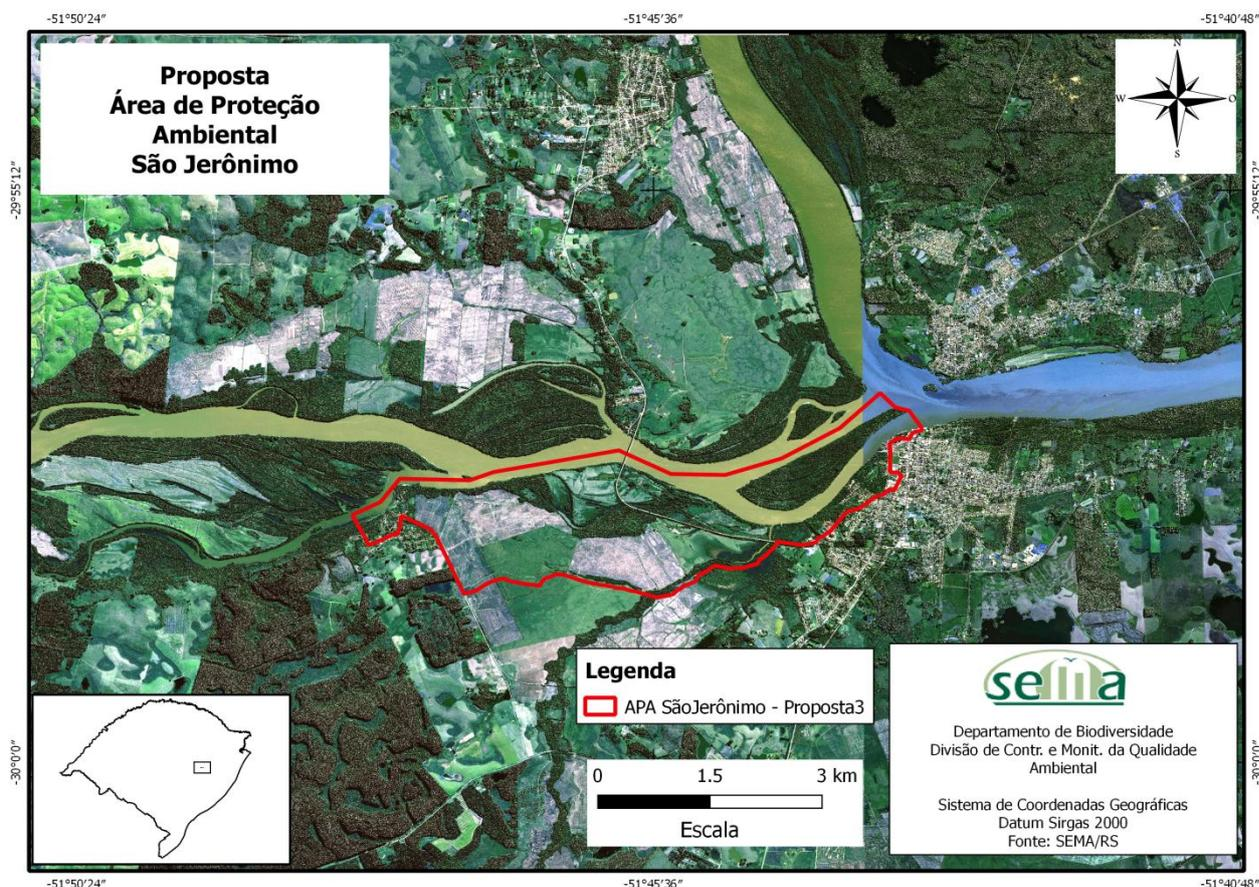 -51°50'24"
-51°45'36"
-51°40'48"
Proposta
Área de Proteção
Ambiental
São Jerônimo
N
W
O
S
-29°55'12"
-29°55'12"
Legenda
APA SãoJerônimo - Proposta3
0
1.5
3 km
Escala
sema
Departamento de Biodiversidade
Divisão de Contr. e Monit. da Qualidade
Ambiental
Sistema de Coordenadas Geográficas
Datum Sirgas 2000
Fonte: SEMA/RS
-30°0'0"
-30°0'0"
-51°50'24"
-51°45'36"
-51°40'48"